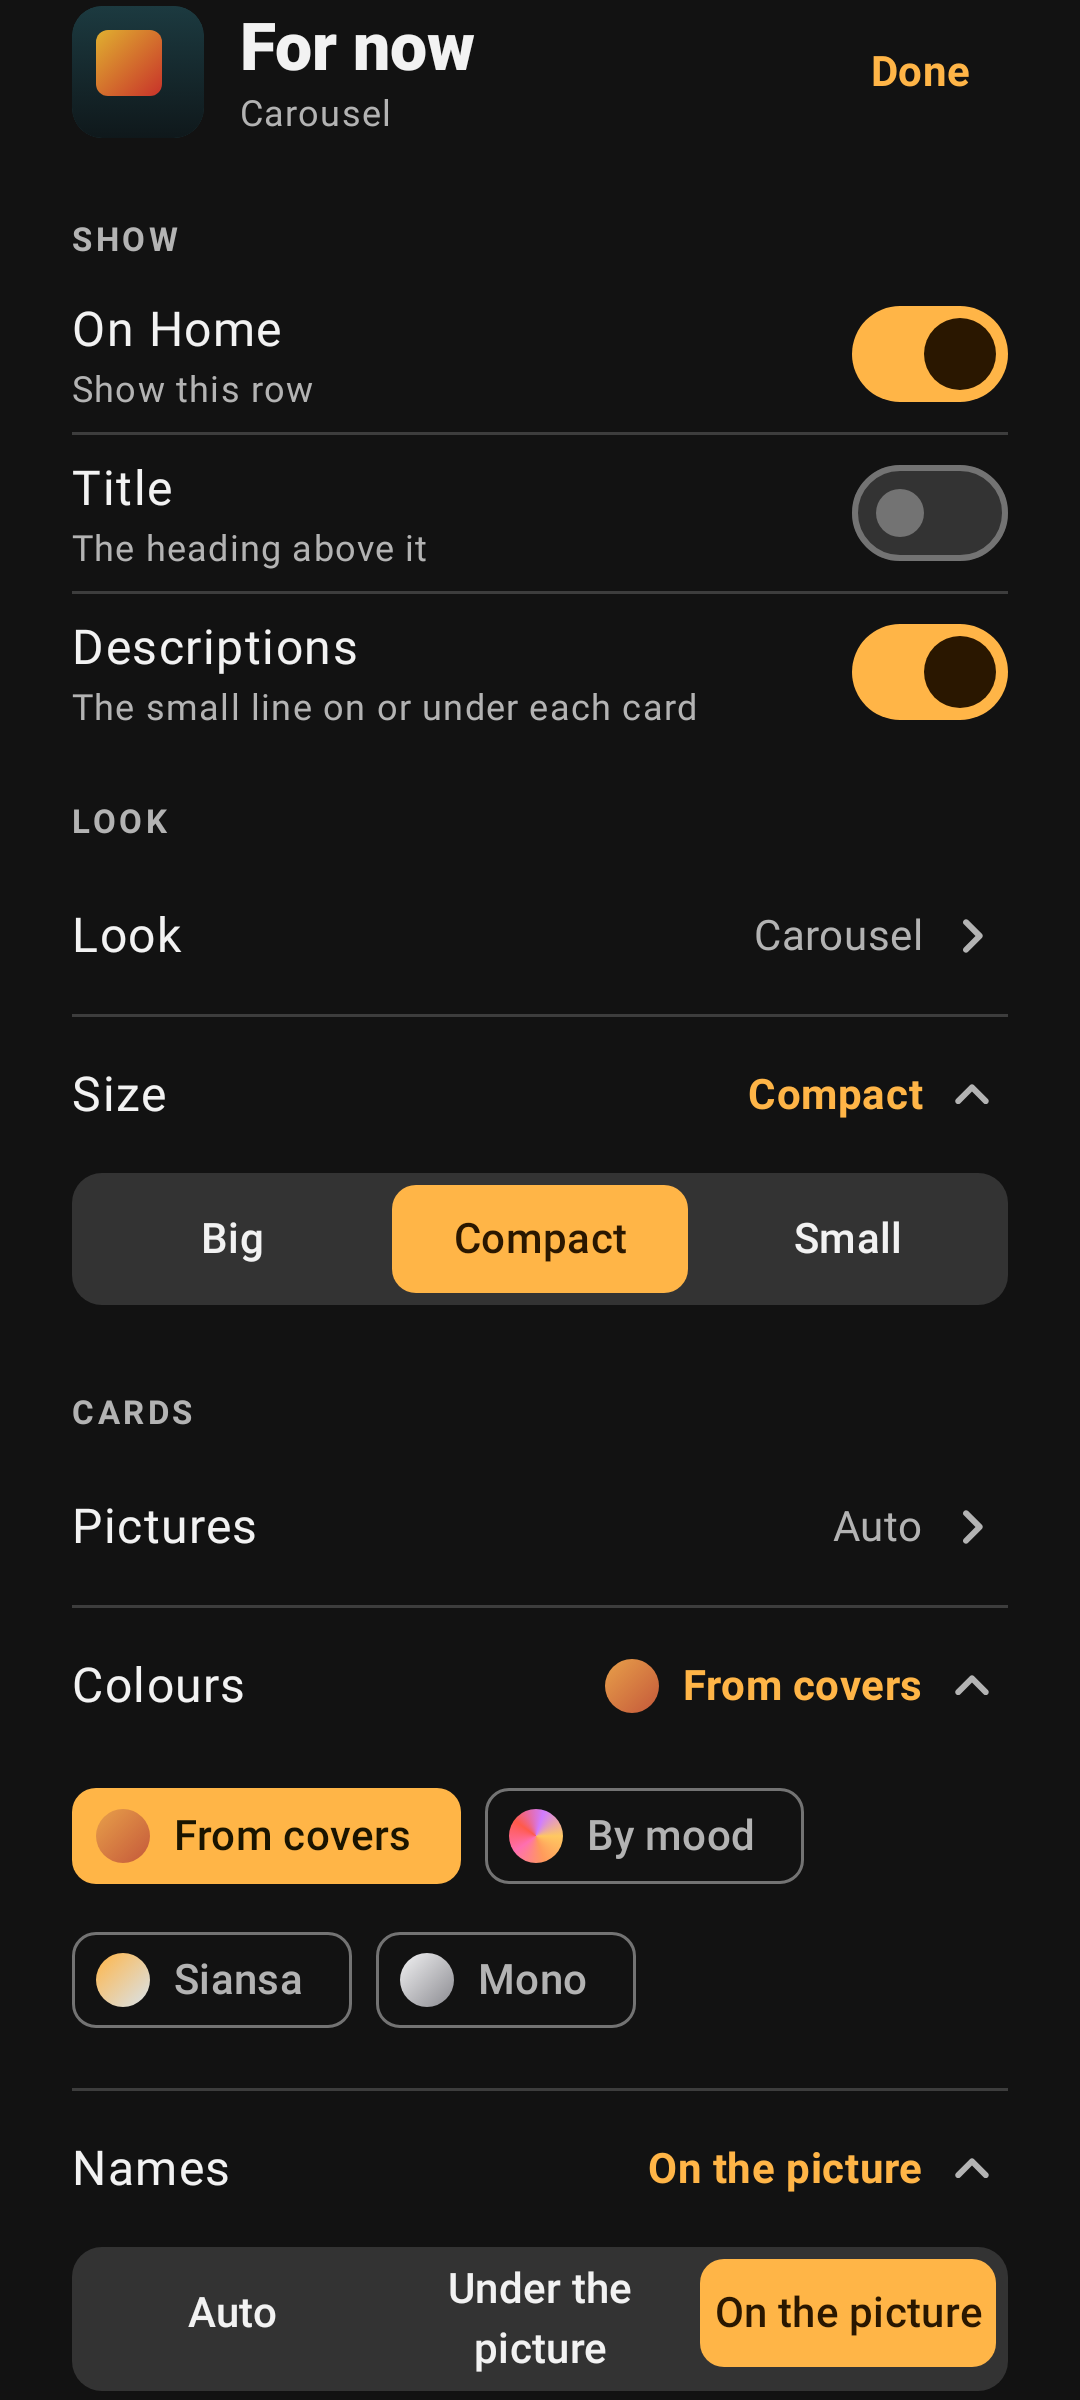 For now
Carousel
Done
SHOW
On Home
Show this row
Title
The heading above it
Descriptions
The small line on or under each card
LOOK
Look
Carousel
Size
Compact
Big
Compact
Small
CARDS
Pictures
Auto
Colours
From covers
From covers
By mood
Siansa
Mono
Names
On the picture
Auto
Under the
picture
On the picture